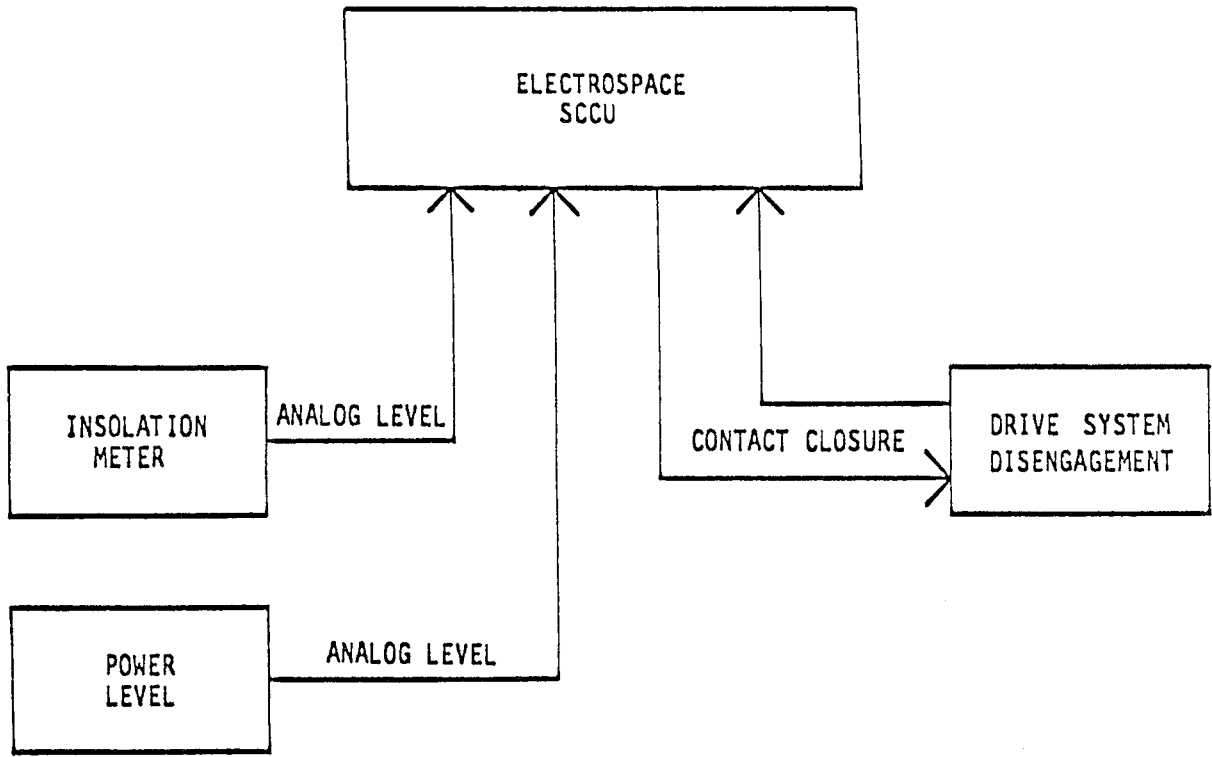 ELECTROSPACE
SCCU
INSOLATION
METER
ANALOG LEVEL
CONTACT CLOSURE
DRIVE SYSTEM
DISENGAGEMENT
POWER
LEVEL
ANALOG LEVEL